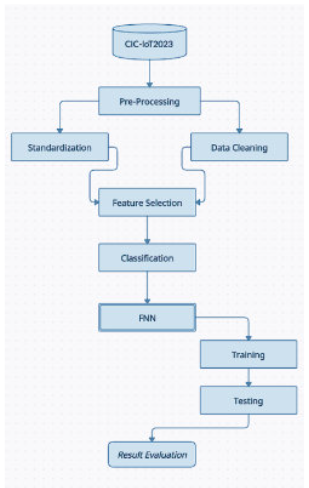 CIC-IoT2023
Pre-Processing
Standardization
Data Cleaning
Feature Selection
Classification
FNN
Training
Testing
Result Evaluation